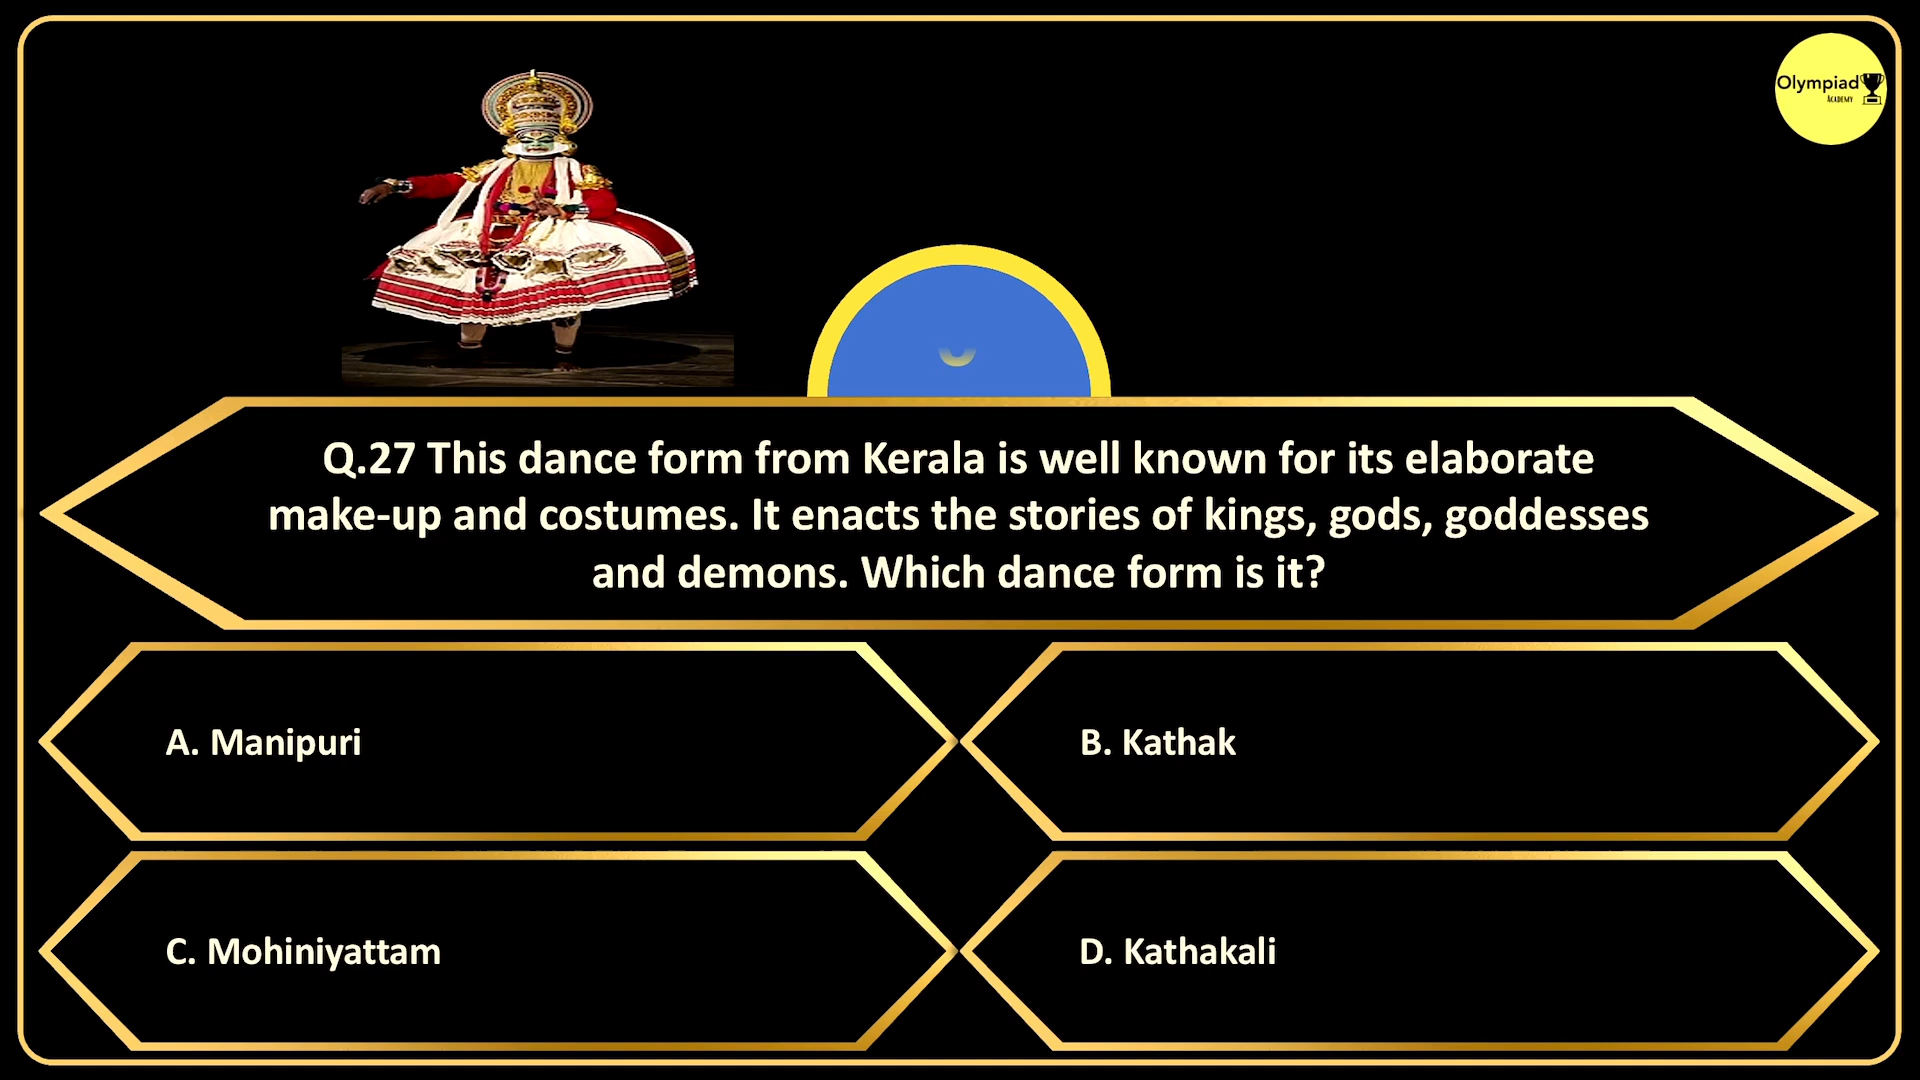 Olympiad
ACADEMY
Q.27 This dance form from Kerala is well known for its elaborate
make-up and costumes. It enacts the stories of kings, gods, goddesses
and demons. Which dance form is it?
A. Manipuri
B. Kathak
C. Mohiniyattam
D. Kathakali